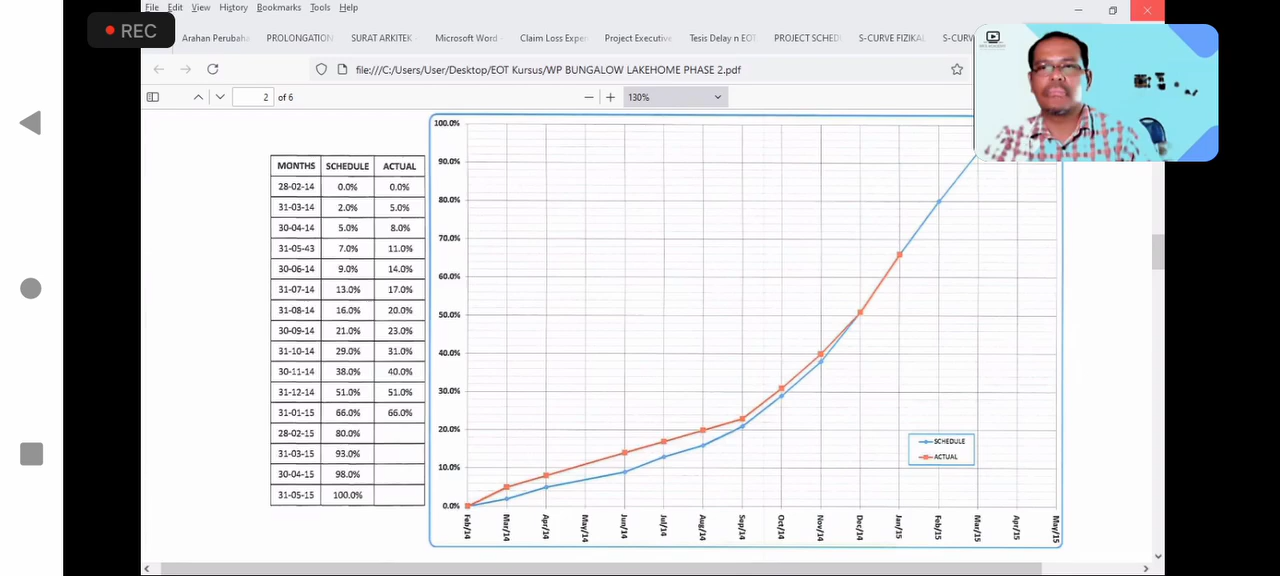 File Edit View History Bookmarks Tools Help
REC
Arahan Perubaha PROLONGATION SURAT ARKITEK Microsoft Word - Claim Loss Exper Project Executive Tesis Delay n EOT PROJECT SCHED S-CURVE FIZIKAL S-CURV
file:///C:/Users/User/Desktop/EOT Kursus/WP BUNGALOW LAKEHOME PHASE 2.pdf
2 of 6
130%
MONTHS SCHEDULE ACTUAL
28-02-14 0.0% 0.0%
31-03-14 2.0% 5.0%
30-04-14 5.0% 8.0%
31-05-43 7.0% 11.0%
30-06-14 9.0% 14.0%
31-07-14 13.0% 17.0%
31-08-14 16.0% 20.0%
30-09-14 21.0% 23.0%
31-10-14 29.0% 31.0%
30-11-14 38.0% 40.0%
31-12-14 51.0% 51.0%
31-01-15 66.0% 66.0%
28-02-15 80.0%
31-03-15 93.0%
30-04-15 98.0%
31-05-15 100.0%
100.0%
90.0%
80.0%
70.0%
60.0%
50.0%
40.0%
30.0%
20.0%
10.0%
0.0%
SCHEDULE
ACTUAL
Feb/14 Mar/14 Apr/14 May/14 Jun/14 Jul/14 Aug/14 Sep/14 Oct/14 Nov/14 Dec/14 Jan/15 Feb/15 Mar/15 Apr/15 May/15